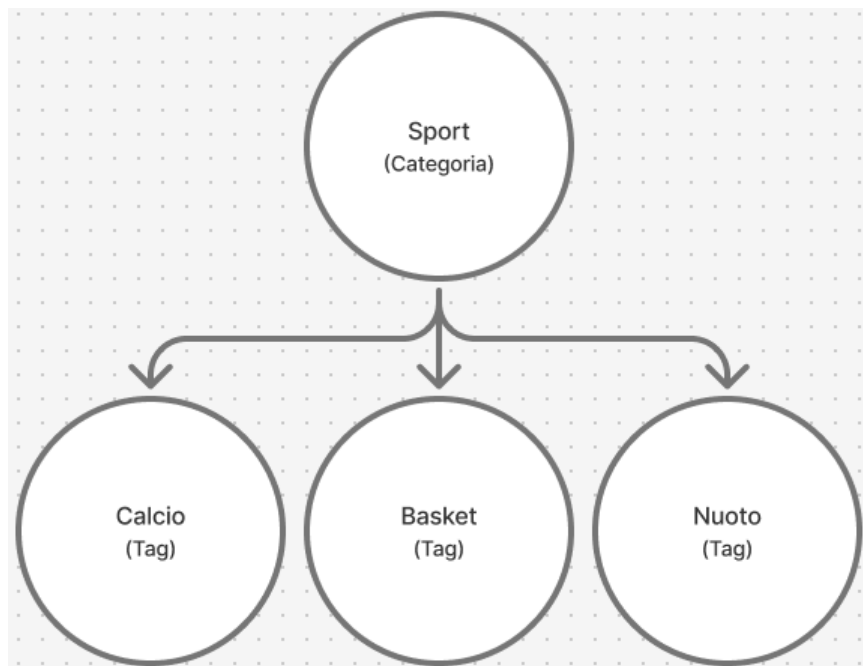 Sport
(Categoria)
Calcio
(Tag)
Basket
(Tag)
Nuoto
(Tag)